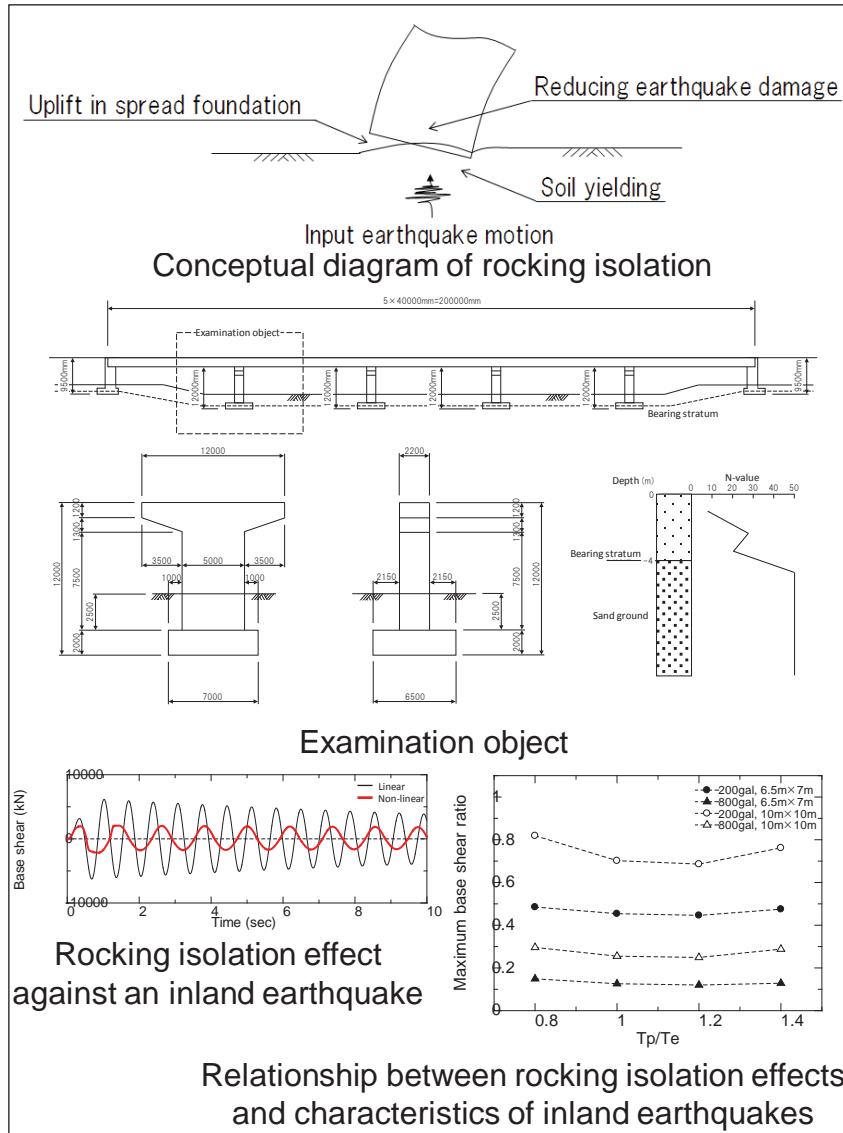 Reducing earthquake damage
Uplift in spread foundation
Soil yielding
Input earthquake motion
Conceptual diagram of rocking isolation
5×40000mm=200000mm
Examination object
9500mm
12000mm
12000mm
12000mm
12000mm
9500mm
Bearing stratum
12000
1200
1300
7500
12000
3500 5000 3500
1000 1000
2500
2000
7000
2200
1200
1300
7500
12000
2150 2150
2500
2000
6500
Depth (m) 0 N-value
10 20 30 40 50
0
Bearing stratum
-4
Sand ground
Examination object
10000
0
10000
Base shear (kN)
Linear
Non-linear
0 2 4 6 8 10
Time (sec)
Rocking isolation effect
against an inland earthquake
Maximum base shear ratio
1
0.8
0.6
0.4
0.2
0
200gal, 6.5m×7m
800gal, 6.5m×7m
200gal, 10m×10m
800gal, 10m×10m
0.8 1 1.2 1.4
Tp/Te
Relationship between rocking isolation effects
and characteristics of inland earthquakes